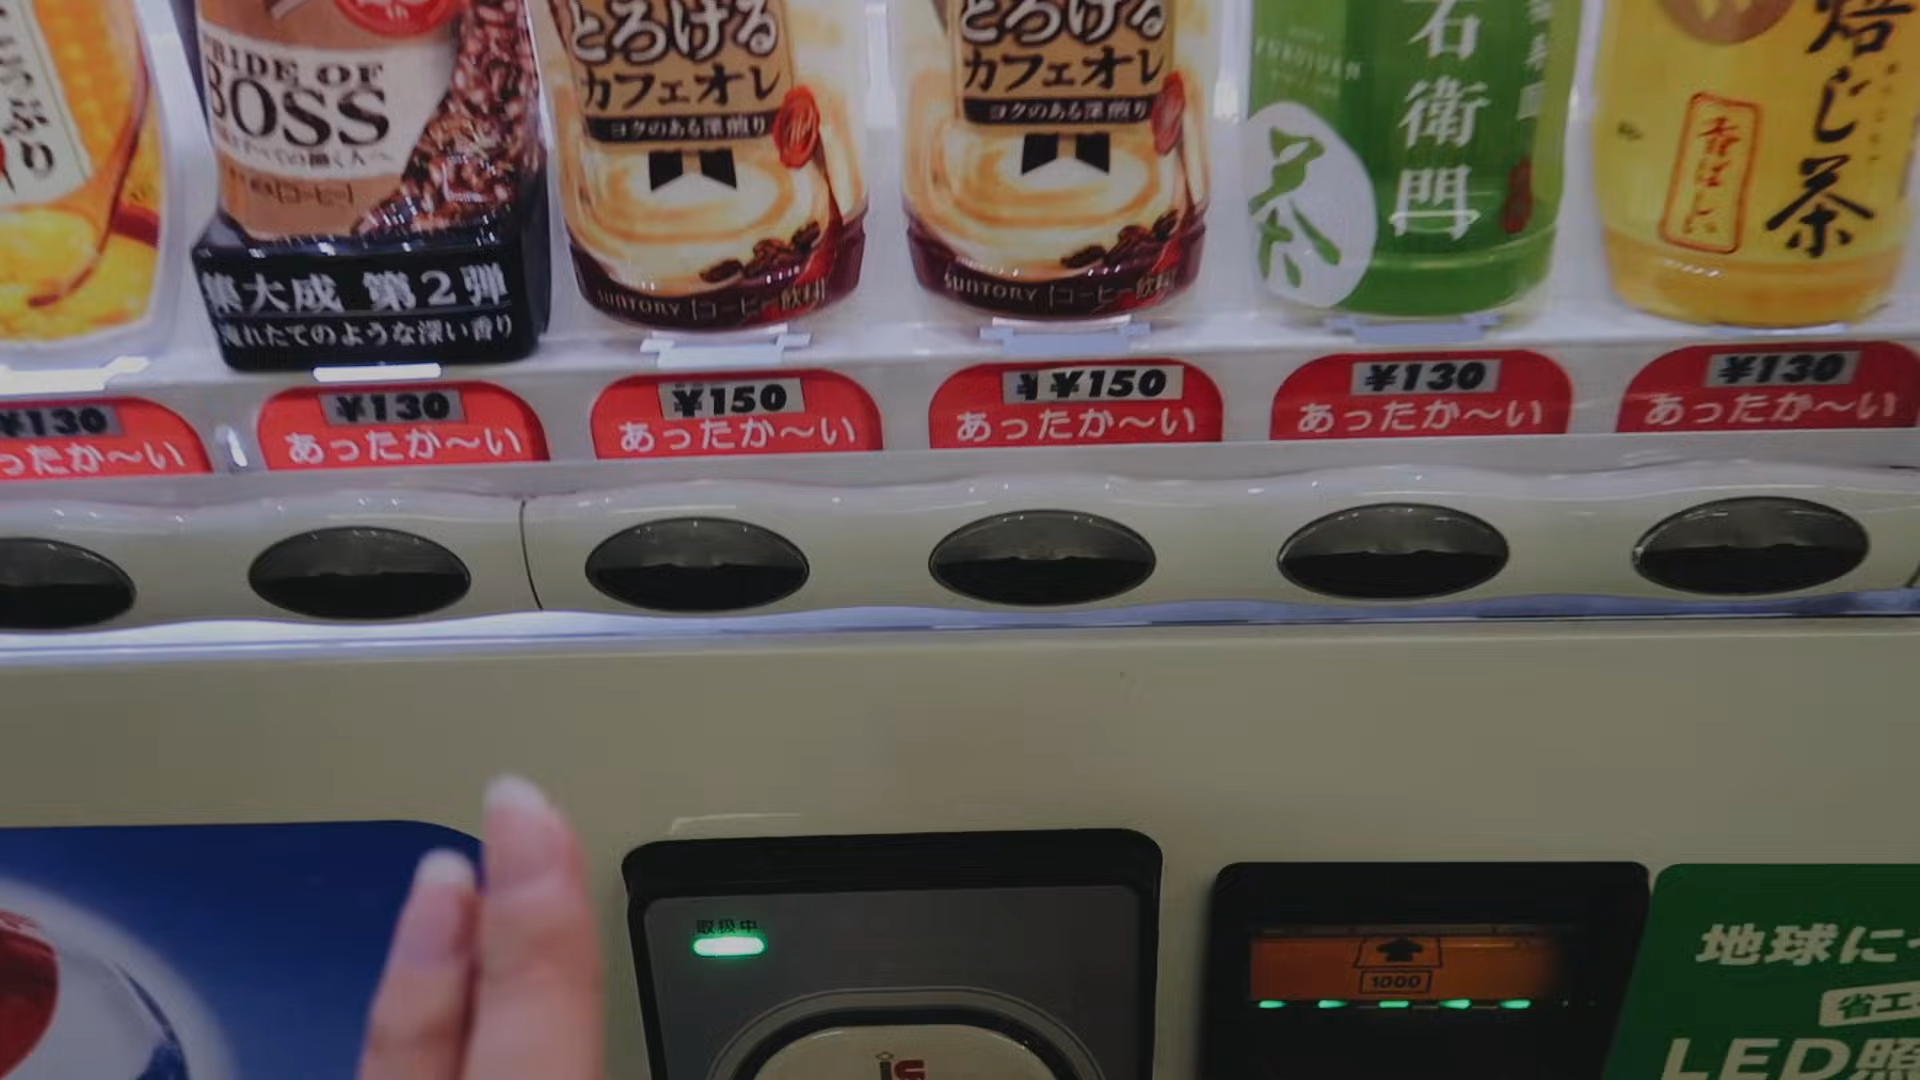 つぶり
PRIDE OF
BOSS
集大成 第2弾
淹れたてのような深い香り
とろける
カフェオレ
コクのある深煎り
SUNTORY [コーヒー飲料]
とろける
カフェオレ
コクのある深煎り
SUNTORY [コーヒー飲料]
右衛門
茶
焙じ茶
香ばしい
¥130
¥130
¥150
¥150
¥130
¥130
ったか〜い
あったか〜い
あったか〜い
あったか〜い
あったか〜い
あったか〜い
取扱中
1000
地球に
省エ
LED照